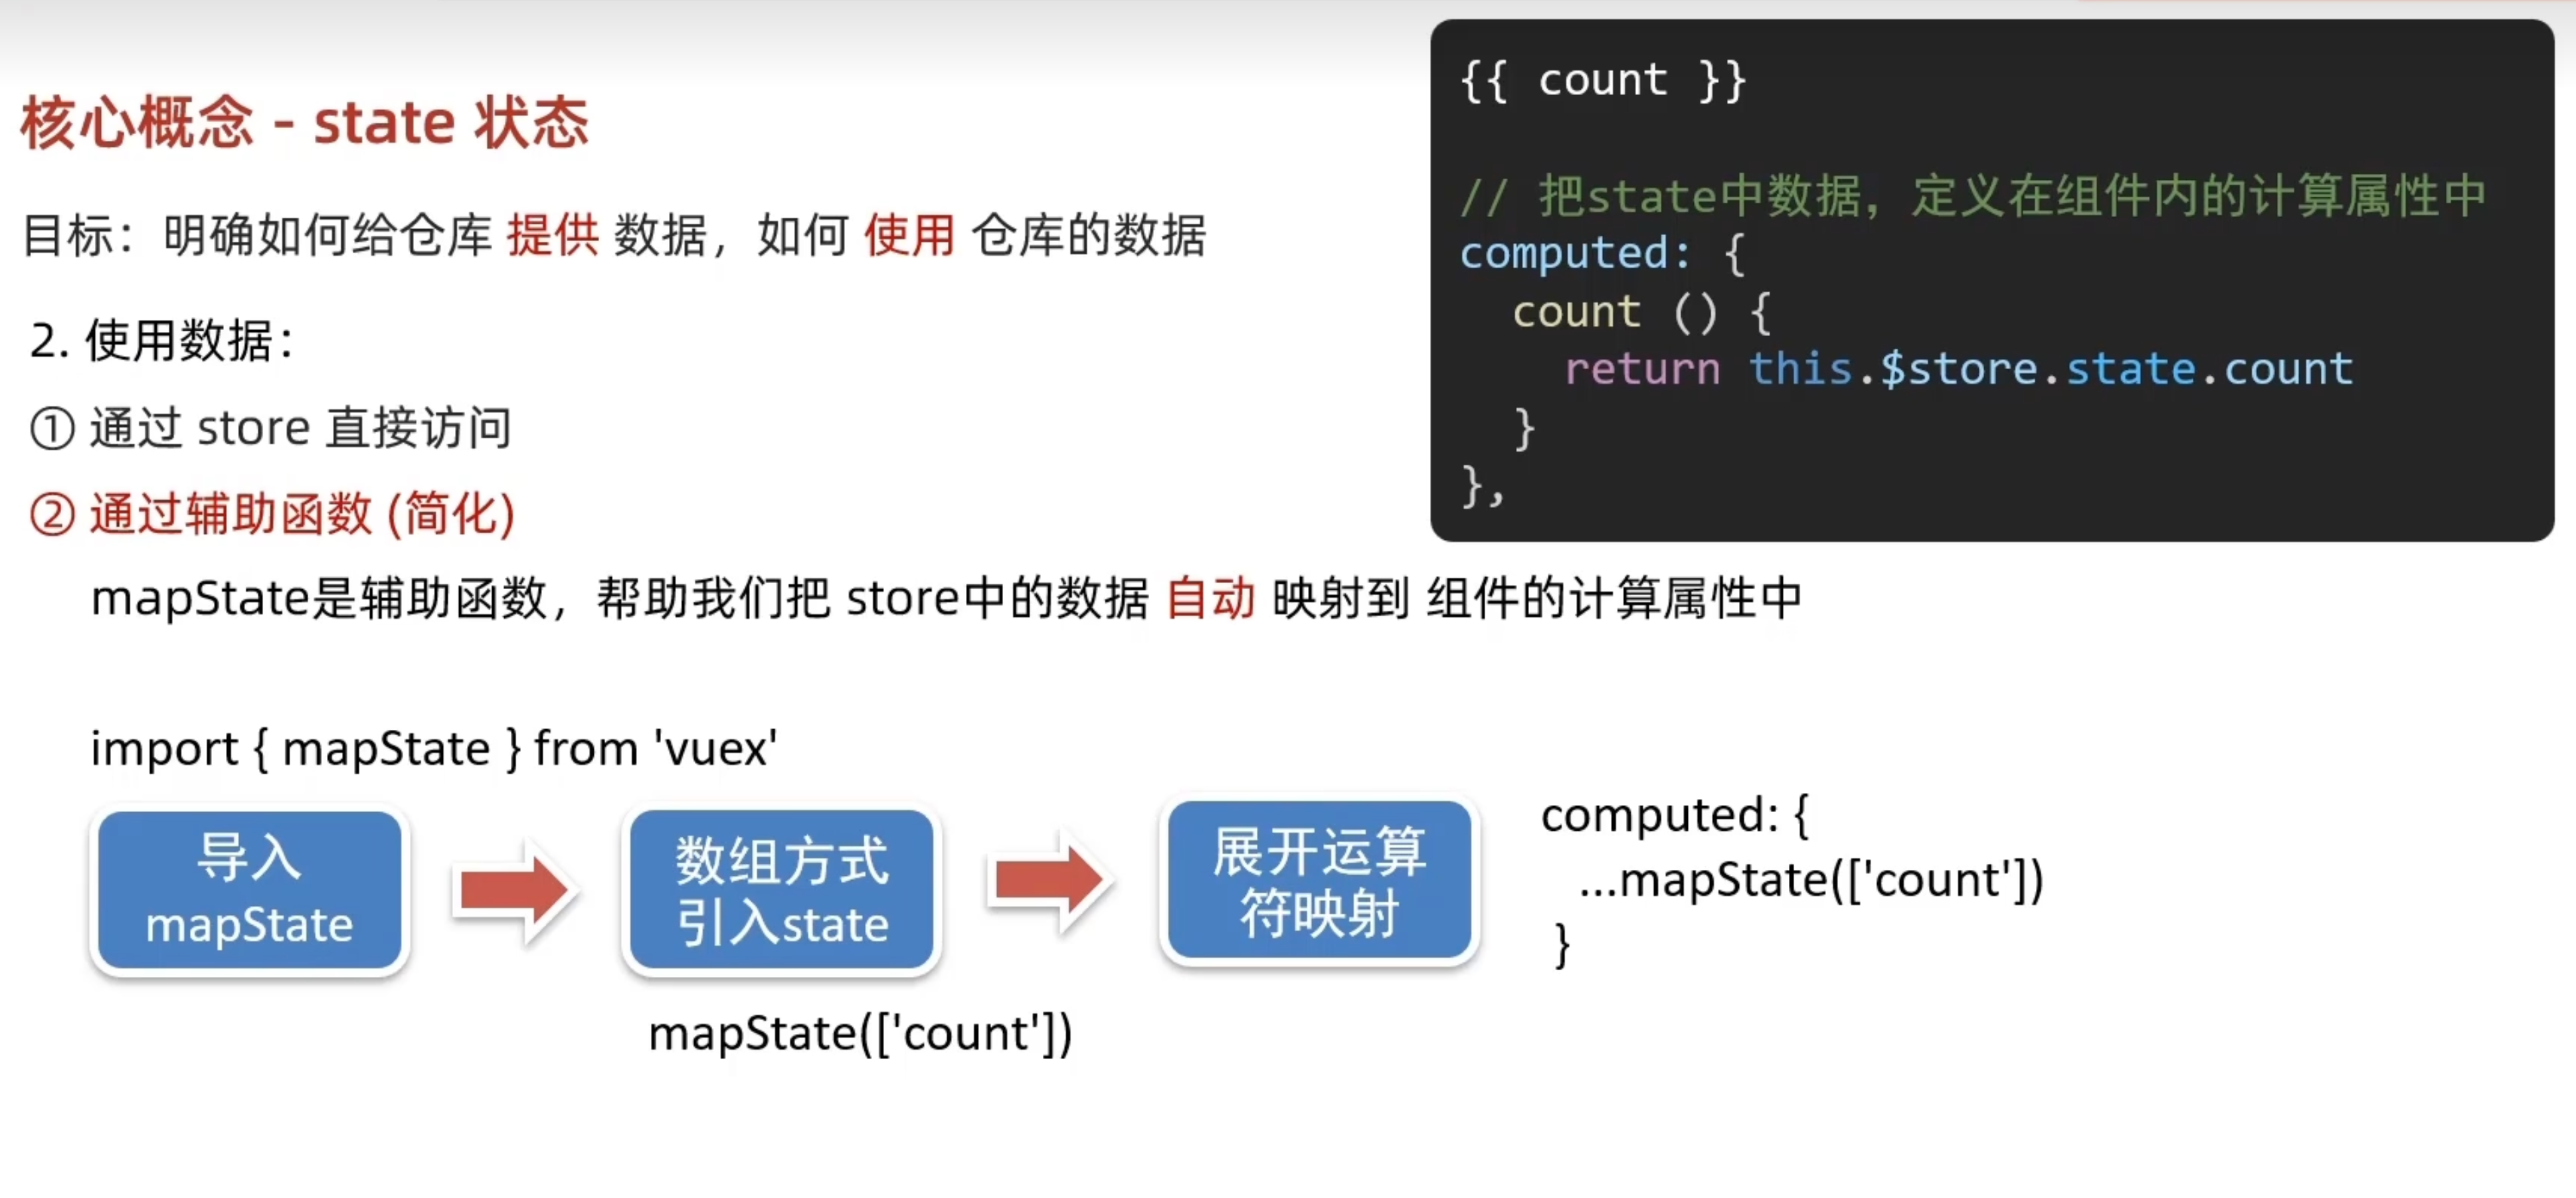 核心概念 - state 状态
目标：明确如何给仓库 提供 数据，如何 使用 仓库的数据
2. 使用数据：
① 通过 store 直接访问
② 通过辅助函数 (简化)
mapState是辅助函数，帮助我们把 store中的数据 自动 映射到 组件的计算属性中
{{ count }}
// 把state中数据，定义在组件内的计算属性中
computed: {
  count () {
    return this.$store.state.count
  }
},
import { mapState } from 'vuex'
导入
mapState
数组方式
引入state
mapState(['count'])
展开运算
符映射
computed: {
  ...mapState(['count'])
}